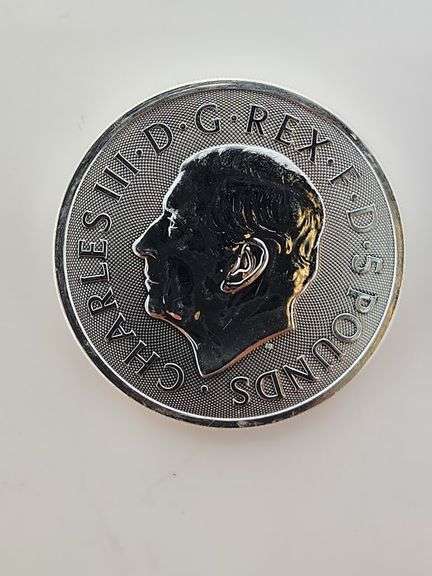 · CHARLES III · D · G · REX · F · D · 5 POUNDS